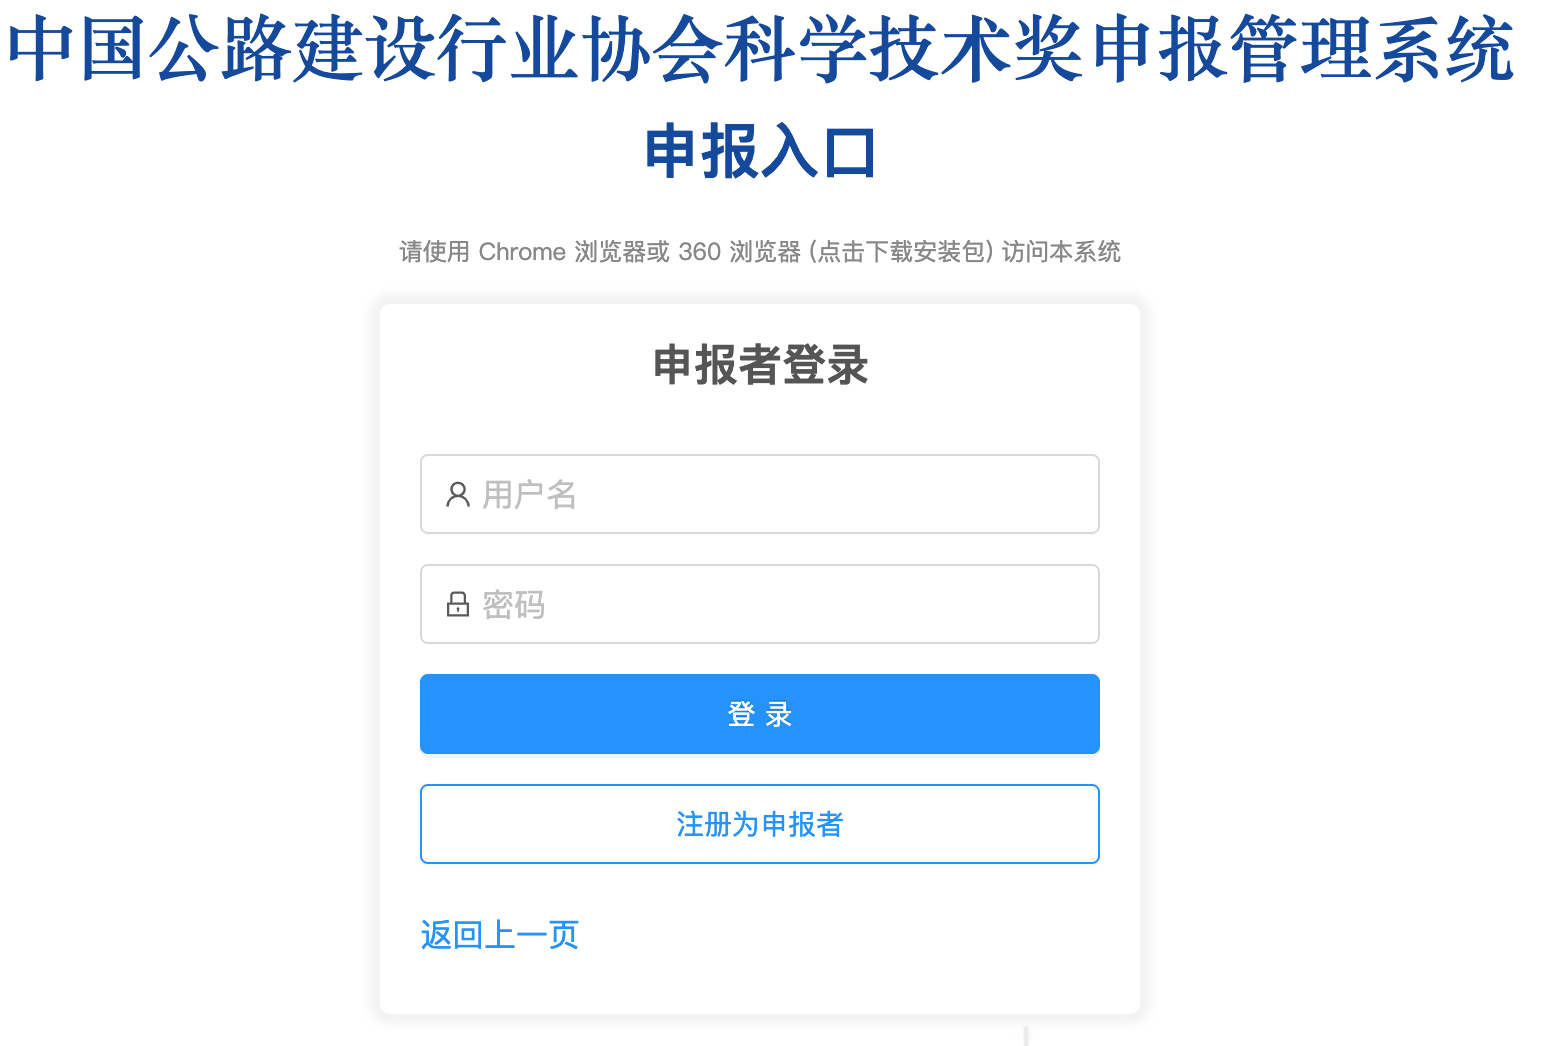 中国公路建设行业协会科学技术奖申报管理系统
申报入口
请使用 Chrome 浏览器或 360 浏览器 (点击下载安装包) 访问本系统
申报者登录
用户名
密码
登 录
注册为申报者
返回上一页